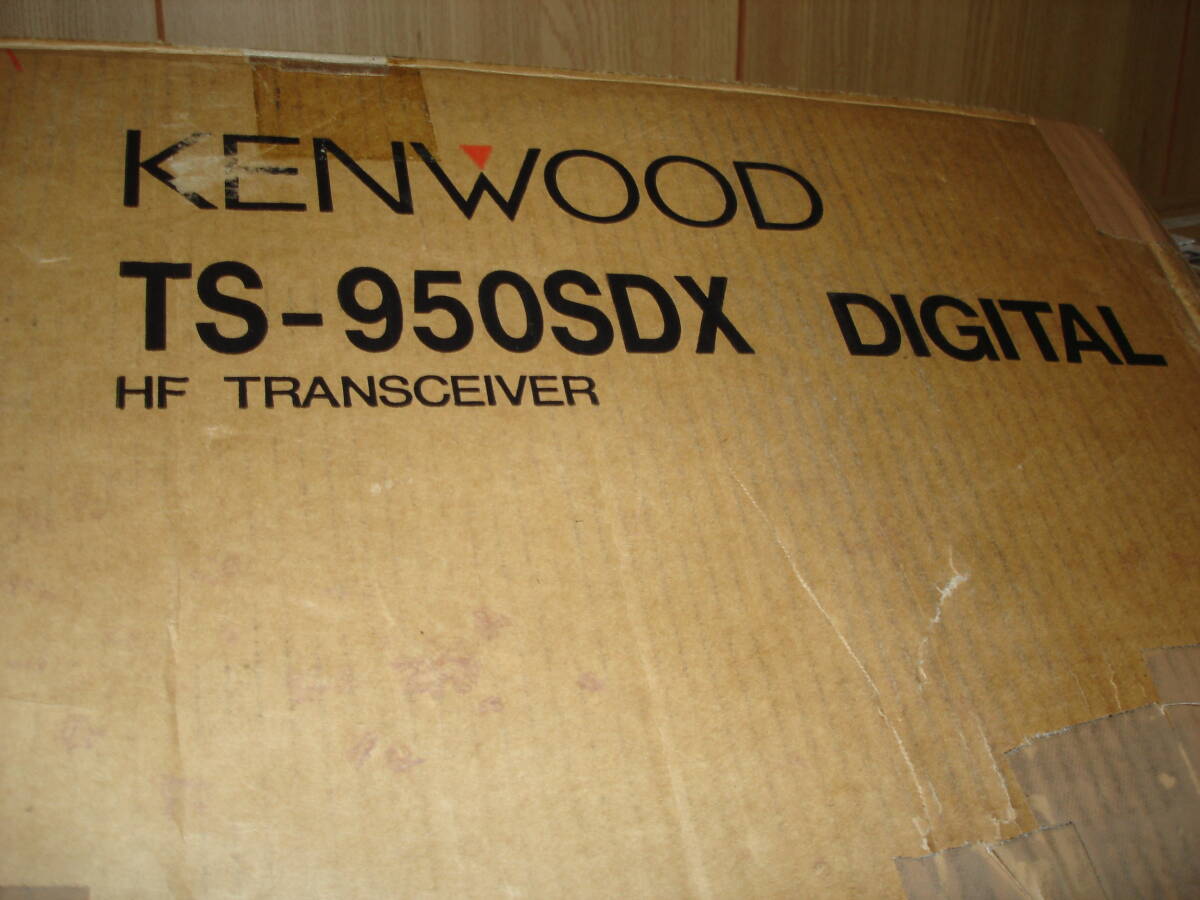 KENWOOD
TS-950SDX DIGITAL
HF TRANSCEIVER